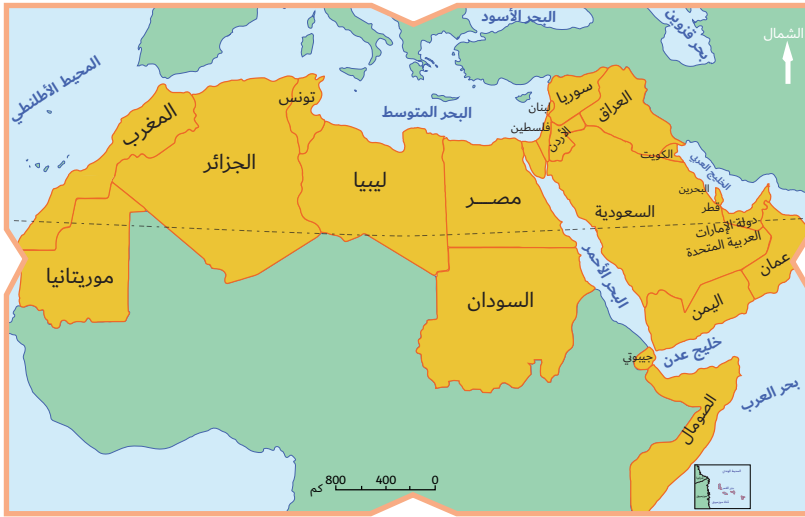 البحر الأسود
بحر قزوين
الشمال
المحيط الأطلنطي
إيجة
البحر المتوسط
تونس
المغرب
الجزائر
ليبيا
مصـــر
سوريا
لبنان
العراق
فلسطين
الأردن
الكويت
الخليج العربي
البحرين
قطر
السعودية
دولة الإمارات
العربية المتحدة
عمان
موريتانيا
السودان
البحر الأحمر
اليمن
خليج عدن
جيبوتي
بحر العرب
الصومال
كم 800 400 0